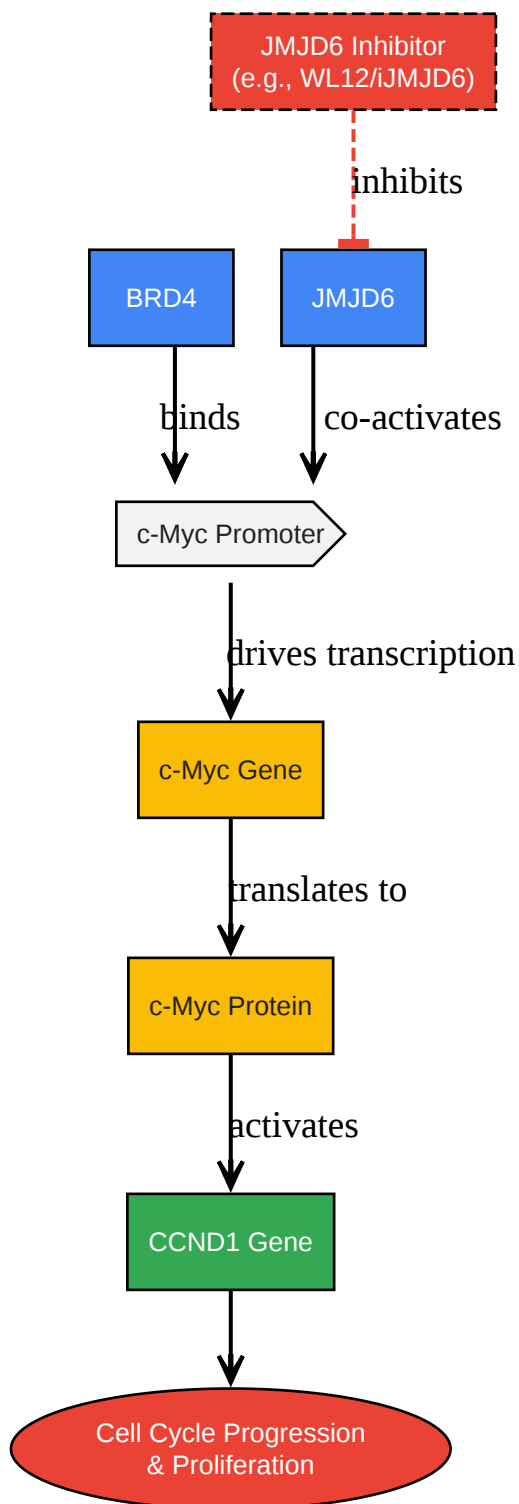 JMJD6 Inhibitor
(e.g., WL12/iJMJD6)
inhibits
BRD4
JMJD6
binds
co-activates
c-Myc Promoter
drives transcription
c-Myc Gene
translates to
c-Myc Protein
activates
CCND1 Gene
Cell Cycle Progression
& Proliferation